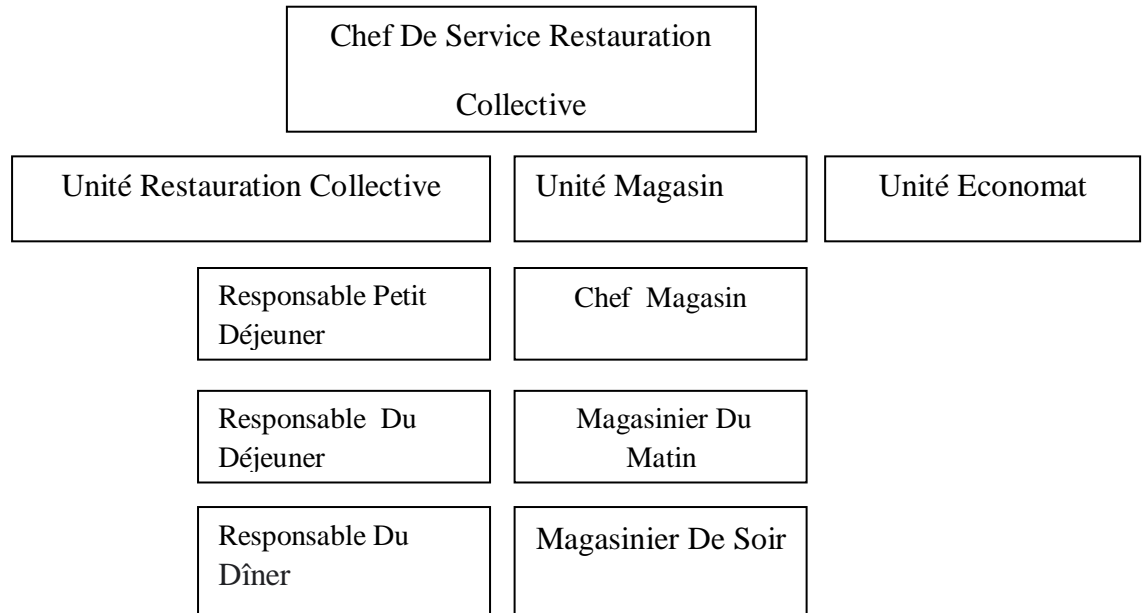 Chef De Service Restauration
Collective
Unité Restauration Collective
Unité Magasin
Unité Economat
Responsable Petit
Déjeuner
Chef Magasin
Responsable Du
Déjeuner
Magasinier Du
Matin
Responsable Du
Dîner
Magasinier De Soir